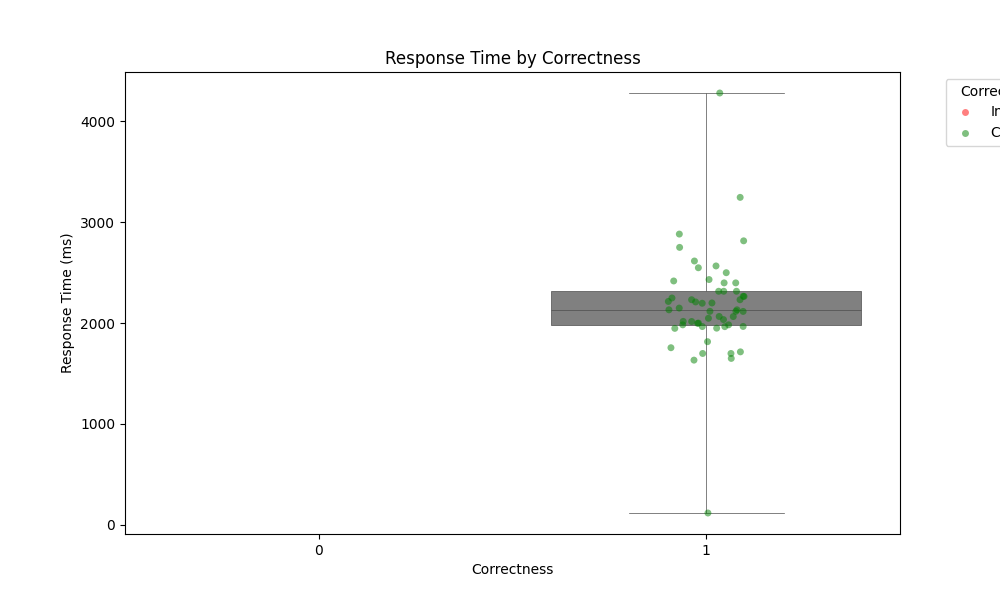 Response Time by Correctness
Response Time (ms)
4000
3000
2000
1000
0
0
1
Correctness
Correc
In
C